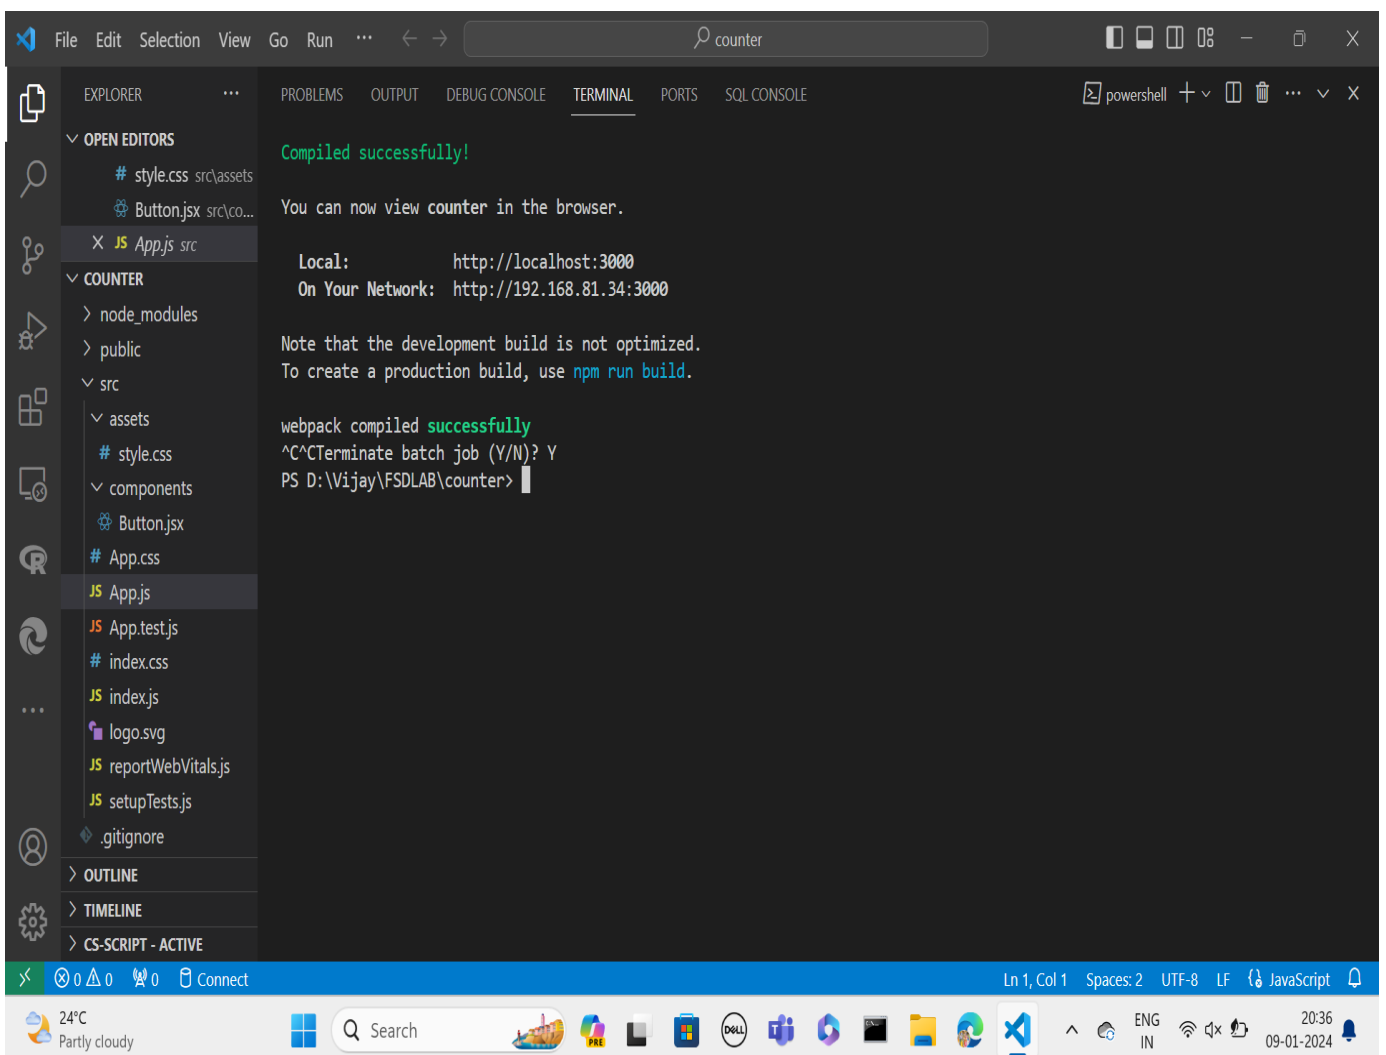 File Edit Selection View Go Run ··· counter
EXPLORER ···
OPEN EDITORS
# style.css src\assets
Button.jsx src\co...
X JS App.js src
COUNTER
node_modules
public
src
assets
# style.css
components
Button.jsx
# App.css
JS App.js
JS App.test.js
# index.css
JS index.js
logo.svg
JS reportWebVitals.js
JS setupTests.js
.gitignore
OUTLINE
TIMELINE
CS-SCRIPT - ACTIVE
PROBLEMS OUTPUT DEBUG CONSOLE TERMINAL PORTS SQL CONSOLE powershell
Compiled successfully!
You can now view counter in the browser.
Local: http://localhost:3000
On Your Network: http://192.168.81.34:3000
Note that the development build is not optimized.
To create a production build, use npm run build.
webpack compiled successfully
^C^CTerminate batch job (Y/N)? Y
PS D:\Vijay\FSDLAB\counter>
0 0 0 Connect Ln 1, Col 1 Spaces: 2 UTF-8 LF JavaScript
24°C
Partly cloudy
Search
PRE
DELL
ENG
IN
20:36
09-01-2024